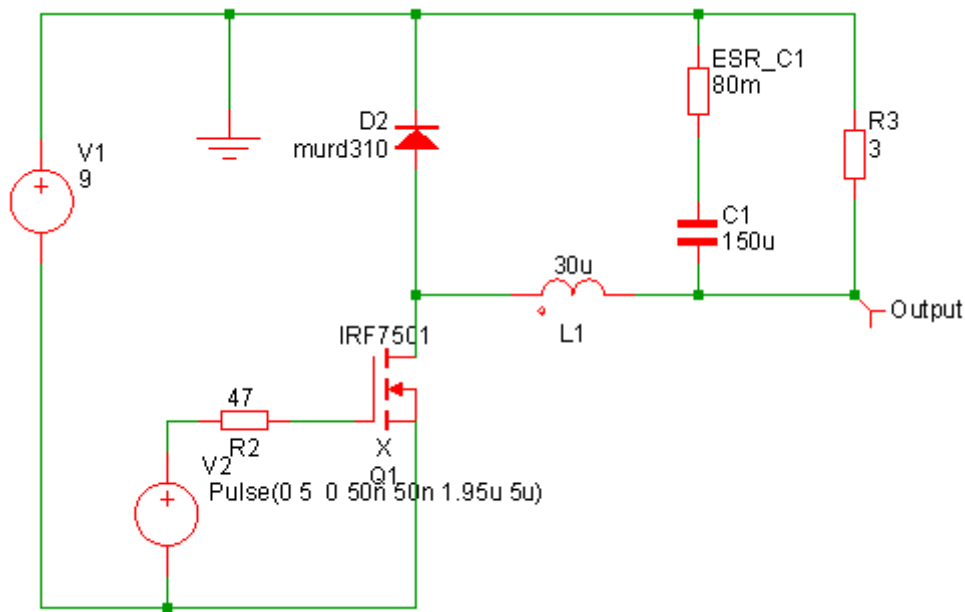 ESR_C1
80m
D2
murd310
R3
3
V1
9
C1
150u
30u
Output
L1
IRF7501
47
R2
X
Q1
V2
Pulse(0 5 0 50n 50n 1.95u 5u)